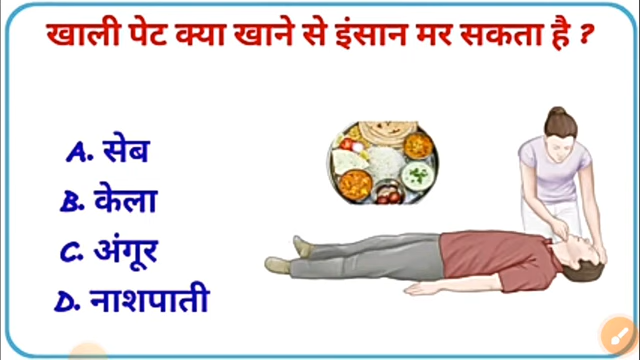 खाली पेट क्या खाने से इंसान मर सकता है ?
A. सेब
B. केला
C. अंगूर
D. नाशपाती